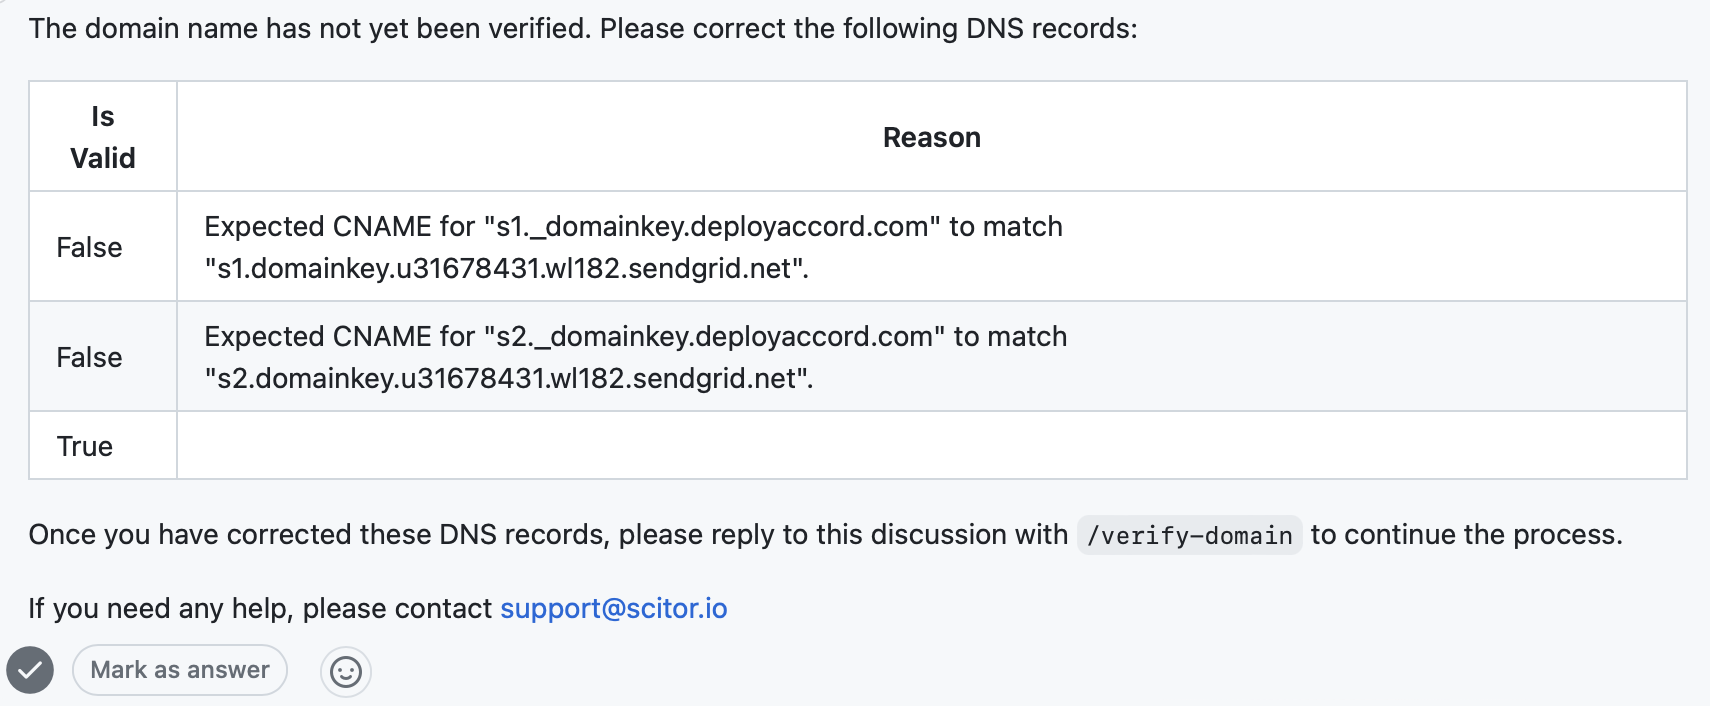 The domain name has not yet been verified. Please correct the following DNS records:
Is
Valid
Reason
False
Expected CNAME for "s1._domainkey.deployaccord.com" to match
"s1.domainkey.u31678431.wl182.sendgrid.net".
False
Expected CNAME for "s2._domainkey.deployaccord.com" to match
"s2.domainkey.u31678431.wl182.sendgrid.net".
True
Once you have corrected these DNS records, please reply to this discussion with /verify-domain to continue the process.
If you need any help, please contact support@scitor.io
Mark as answer